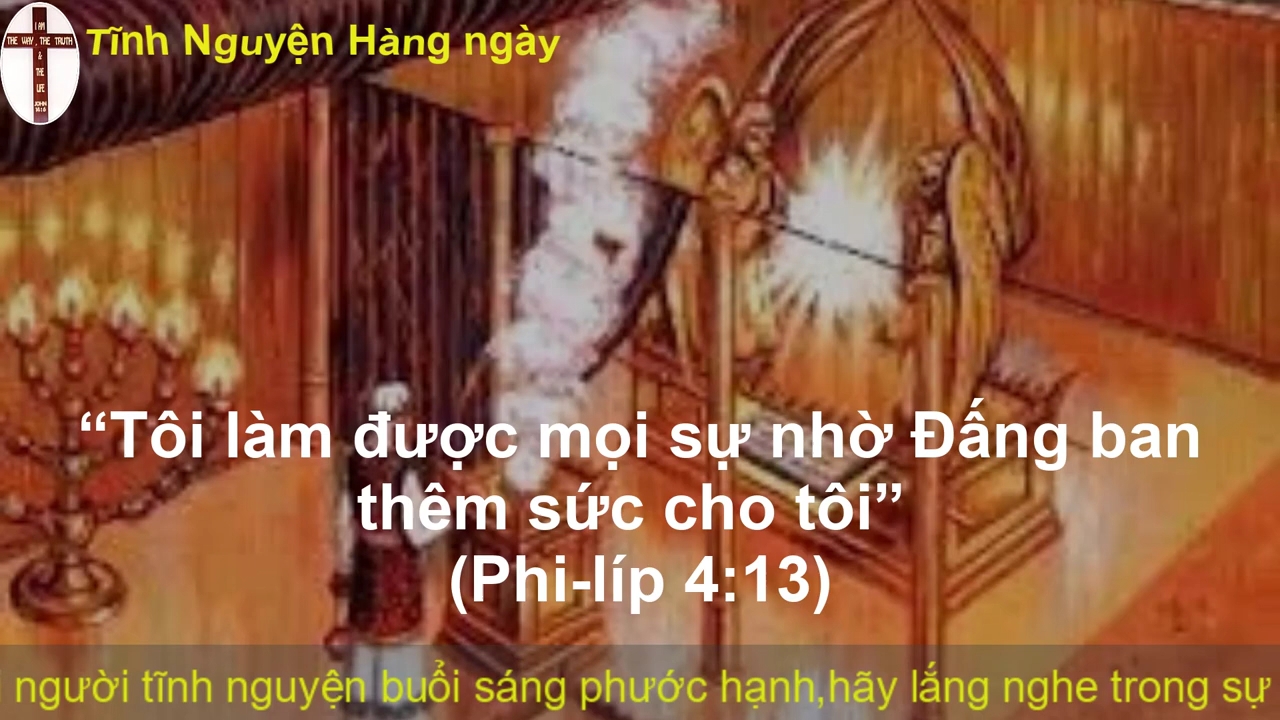 I AM
THE WAY, THE TRUTH
&
THE
LIFE
JOHN
Tĩnh Nguyện Hàng ngày
“Tôi làm được mọi sự nhờ Đấng ban
thêm sức cho tôi”
(Phi-líp 4:13)
người tĩnh nguyện buổi sáng phước hạnh,hãy lắng nghe trong sự